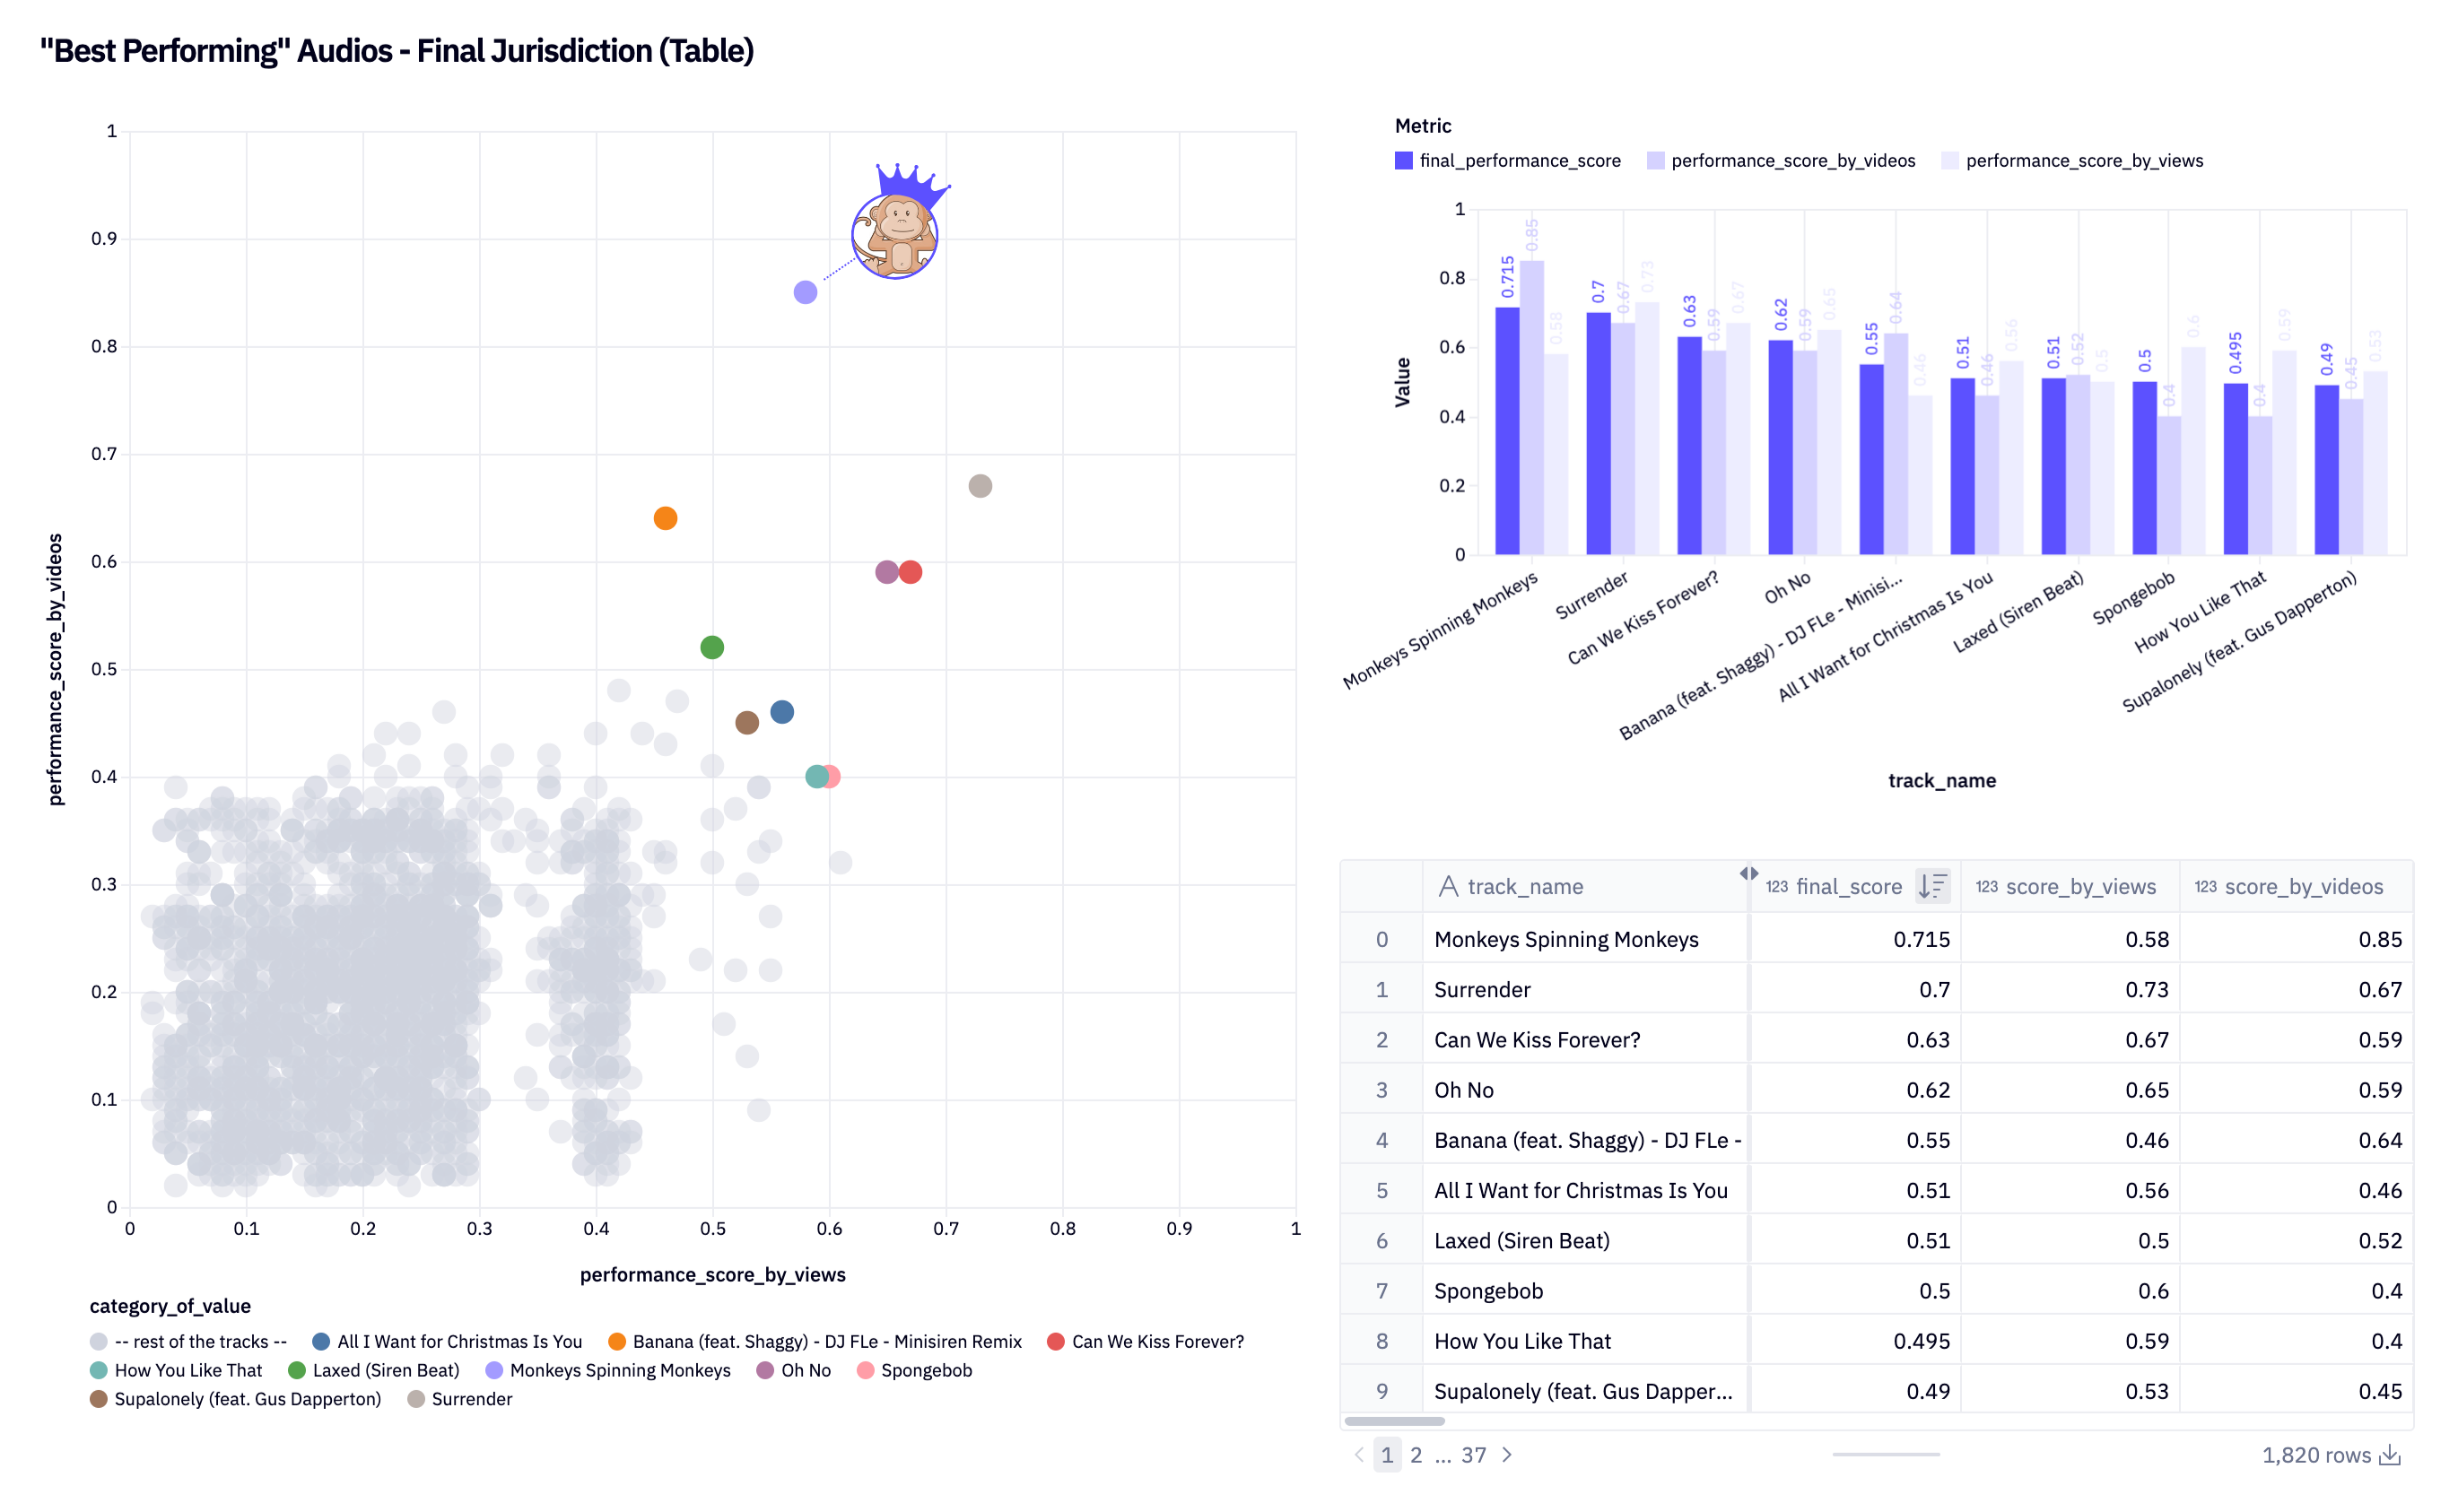 "Best Performing" Audios - Final Jurisdiction (Table)
1
0.9
0.8
0.7
0.6
0.5
0.4
0.3
0.2
0.1
0
performance_score_by_videos
0 0.1 0.2 0.3 0.4 0.5 0.6 0.7 0.8 0.9 1
performance_score_by_views
category_of_value
-- rest of the tracks -- All I Want for Christmas Is You Banana (feat. Shaggy) - DJ FLe - Minisiren Remix Can We Kiss Forever?
How You Like That Laxed (Siren Beat) Monkeys Spinning Monkeys Oh No Spongebob
Supalonely (feat. Gus Dapperton) Surrender
Metric
final_performance_score performance_score_by_videos performance_score_by_views
1
0.8
0.6
0.4
0.2
0
Value
0.715 0.85 0.58
0.7 0.67 0.73
0.63 0.59 0.67
0.62 0.59 0.65
0.55 0.64 0.46
0.51 0.46 0.56
0.51 0.52 0.5
0.5 0.4 0.6
0.495 0.4 0.59
0.49 0.45 0.53
Monkeys Spinning Monkeys
Surrender
Can We Kiss Forever?
Oh No
Banana (feat. Shaggy) - DJ FLe - Minisi...
All I Want for Christmas Is You
Laxed (Siren Beat)
Spongebob
How You Like That
Supalonely (feat. Gus Dapperton)
track_name
A track_name 123 final_score 123 score_by_views 123 score_by_videos
0 Monkeys Spinning Monkeys 0.715 0.58 0.85
1 Surrender 0.7 0.73 0.67
2 Can We Kiss Forever? 0.63 0.67 0.59
3 Oh No 0.62 0.65 0.59
4 Banana (feat. Shaggy) - DJ FLe - 0.55 0.46 0.64
5 All I Want for Christmas Is You 0.51 0.56 0.46
6 Laxed (Siren Beat) 0.51 0.5 0.52
7 Spongebob 0.5 0.6 0.4
8 How You Like That 0.495 0.59 0.4
9 Supalonely (feat. Gus Dapper... 0.49 0.53 0.45
1 2 ... 37 1,820 rows